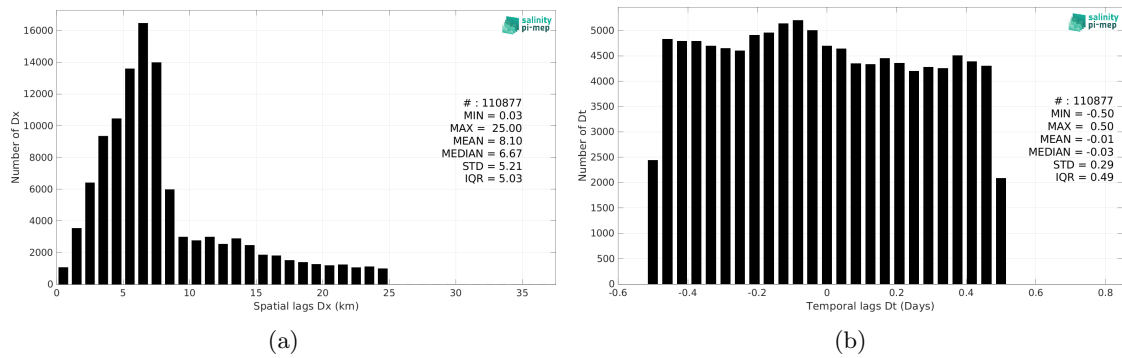 16000
14000
12000
10000
8000
6000
4000
2000
0
Number of Dx
salinity
pi-mep
# : 110877
MIN = 0.03
MAX = 25.00
MEAN = 8.10
MEDIAN = 6.67
STD = 5.21
IQR = 5.03
0 5 10 15 20 25 30 35
Spatial lags Dx (km)
(a)
5000
4500
4000
3500
3000
2500
2000
1500
1000
500
0
Number of Dt
salinity
pi-mep
# : 110877
MIN = -0.50
MAX = 0.50
MEAN = -0.01
MEDIAN = -0.03
STD = 0.29
IQR = 0.49
-0.6 -0.4 -0.2 0 0.2 0.4 0.6 0.8
Temporal lags Dt (Days)
(b)